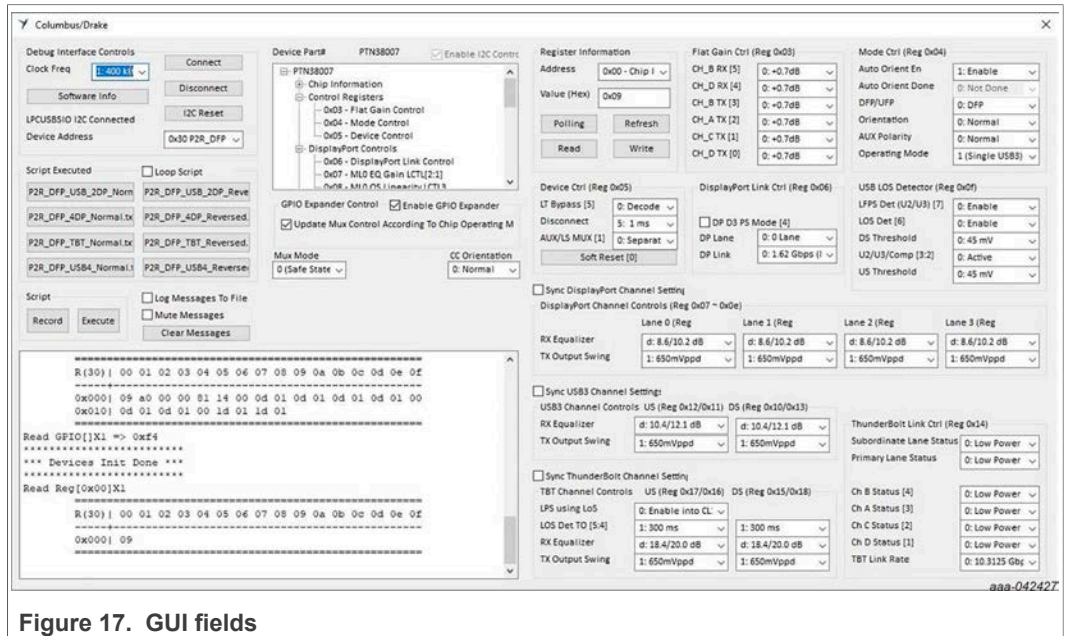 Columbus/Drake
Debug Interface Controls
Clock Freq
Connect
Software Info
Disconnect
LPCUSBSIO I2C Connected
I2C Reset
Device Address
0x30 P2R_DFP
Script Executed
Loop Script
P2R_DFP_USB_2DP_Norm
P2R_DFP_USB_2DP_Reve
P2R_DFP_4DP_Normal.tx
P2R_DFP_4DP_Reversed.
P2R_DFP_TBT_Normal.tx
P2R_DFP_TBT_Reversed.
P2R_DFP_USB4_Normal.t
P2R_DFP_USB4_Reverse
Script
Log Messages To File
Record
Execute
Mute Messages
Clear Messages
Device Part#
PTN38007
Enable I2C Contro
PTN38007
Chip Information
Control Registers
0x03 - Flat Gain Control
0x04 - Mode Control
0x05 - Device Control
DisplayPort Controls
0x06 - DisplayPort Link Control
0x07 - ML0 EQ Gain LCTL[2:1]
GPIO Expander Control
Enable GPIO Expander
Update Mux Control According To Chip Operating M
Mux Mode
CC Orientation
0 (Safe State
0: Normal
==========================================================
R(30)| 00 01 02 03 04 05 06 07 08 09 0a 0b 0c 0d 0e 0f
-----+----------------------------------------------------
0x000| 09 a0 00 00 81 14 00 0d 01 0d 01 0d 01 0d 01 00
0x010| 0d 01 0d 01 00 1d 01 1d 01
==========================================================
Read GPIO[]X1 => 0xf4
**************************
*** Devices Init Done ***
**************************
Read Reg[0x00]X1
==========================================================
R(30)| 00 01 02 03 04 05 06 07 08 09 0a 0b 0c 0d 0e 0f
-----+----------------------------------------------------
0x000| 09
==========================================================
Register Information
Address
0x00 - Chip I
Value (Hex)
0x09
Polling
Refresh
Read
Write
Flat Gain Ctrl (Reg 0x03)
CH_B RX [5] 0: +0.7dB
CH_D RX [4] 0: +0.7dB
CH_B TX [3] 0: +0.7dB
CH_A TX [2] 0: +0.7dB
CH_C TX [1] 0: +0.7dB
CH_D TX [0] 0: +0.7dB
Mode Ctrl (Reg 0x04)
Auto Orient En 1: Enable
Auto Orient Done 0: Not Done
DFP/UFP 0: DFP
Orientation 0: Normal
AUX Polarity 0: Normal
Operating Mode 1 (Single USB3)
Device Ctrl (Reg 0x05)
LT Bypass [5] 0: Decode
Disconnect 5: 1 ms
AUX/LS MUX [1] 0: Separat
Soft Reset [0]
DisplayPort Link Ctrl (Reg 0x06)
DP D3 PS Mode [4]
DP Lane 0: 0 Lane
DP Link 0: 1.62 Gbps (l
USB LOS Detector (Reg 0x0f)
LFPS Det (U2/U3) [7] 0: Enable
LOS Det [6] 0: Enable
DS Threshold 0: 45 mV
U2/U3/Comp [3:2] 0: Active
US Threshold 0: 45 mV
Sync DisplayPort Channel Setting
DisplayPort Channel Controls (Reg 0x07 ~ 0x0e)
Lane 0 (Reg Lane 1 (Reg Lane 2 (Reg Lane 3 (Reg
RX Equalizer d: 8.6/10.2 dB d: 8.6/10.2 dB d: 8.6/10.2 dB d: 8.6/10.2 dB
TX Output Swing 1: 650mVppd 1: 650mVppd 1: 650mVppd 1: 650mVppd
Sync USB3 Channel Settings
USB3 Channel Controls US (Reg 0x12/0x11) DS (Reg 0x10/0x13)
RX Equalizer d: 10.4/12.1 dB d: 10.4/12.1 dB
TX Output Swing 1: 650mVppd 1: 650mVppd
Sync ThunderBolt Channel Setting
TBT Channel Controls US (Reg 0x17/0x16) DS (Reg 0x15/0x18)
LPS using LoS 0: Enable into CL:
LOS Det TO [5:4] 1: 300 ms 1: 300 ms
RX Equalizer d: 18.4/20.0 dB d: 18.4/20.0 dB
TX Output Swing 1: 650mVppd 1: 650mVppd
ThunderBolt Link Ctrl (Reg 0x14)
Subordinate Lane Status 0: Low Power
Primary Lane Status 0: Low Power
Ch B Status [4] 0: Low Power
Ch A Status [3] 0: Low Power
Ch C Status [2] 0: Low Power
Ch D Status [1] 0: Low Power
TBT Link Rate 0: 10.3125 Gbp
aaa-042427
Figure 17. GUI fields